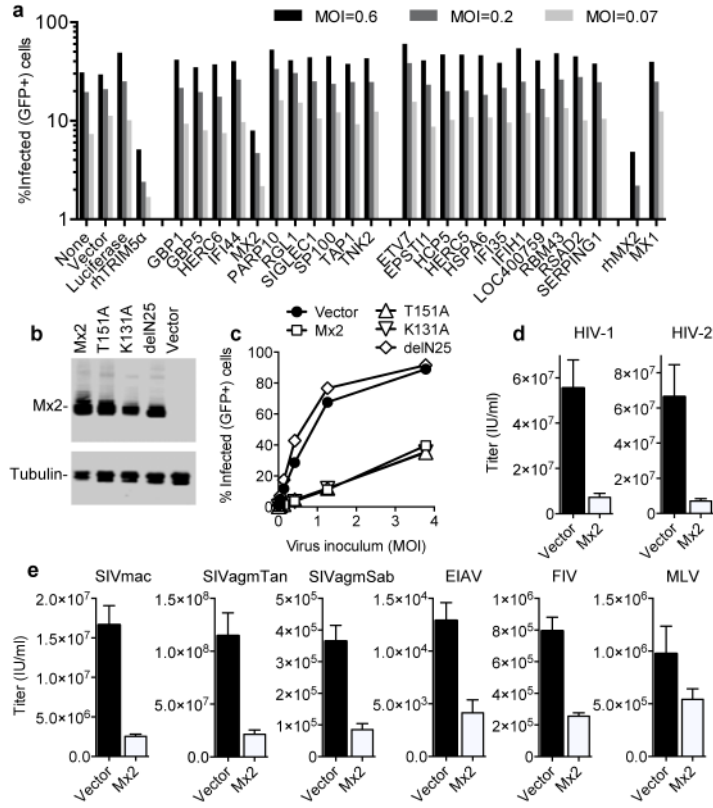 a
MOI=0.6 MOI=0.2 MOI=0.07
%Infected (GFP+) cells
100
10
1
None
Vector
Luciferase
rhTRIM5α
GBP1
GBP5
HERC6
IFI44
MX2
PARP10
RGL1
SIGLEC1
SP100
TAP1
TNK2
ETV7
EPSTI1
HCP5
HERC5
HSPA6
IFI35
IFIH1
LOC400759
RBM43
RSAD2
SERPING1
rhMX2
MX1
b
Mx2
T151A
K131A
delN25
Vector
Mx2-
Tubulin-
c
Vector
Mx2
T151A
K131A
delN25
% Infected (GFP+) cells
100
80
60
40
20
0
0 1 2 3 4
Virus inoculum (MOI)
d
HIV-1
Titer (IU/ml)
6×10⁷
4×10⁷
2×10⁷
0
Vector
Mx2
HIV-2
8×10⁷
6×10⁷
4×10⁷
2×10⁷
0
Vector
Mx2
e
SIVmac
Titer (IU/ml)
2.0×10⁷
1.5×10⁷
1.0×10⁷
5.0×10⁶
0.0
Vector
Mx2
SIVagmTan
1.5×10⁸
1.0×10⁸
5.0×10⁷
0.0
Vector
Mx2
SIVagmSab
5×10⁵
4×10⁵
3×10⁵
2×10⁵
1×10⁵
0
Vector
Mx2
EIAV
1.5×10⁴
1.0×10⁴
5.0×10³
0.0
Vector
Mx2
FIV
1×10⁶
8×10⁵
6×10⁵
4×10⁵
2×10⁵
0
Vector
Mx2
MLV
1.5×10⁶
1.0×10⁶
5.0×10⁵
0.0
Vector
Mx2